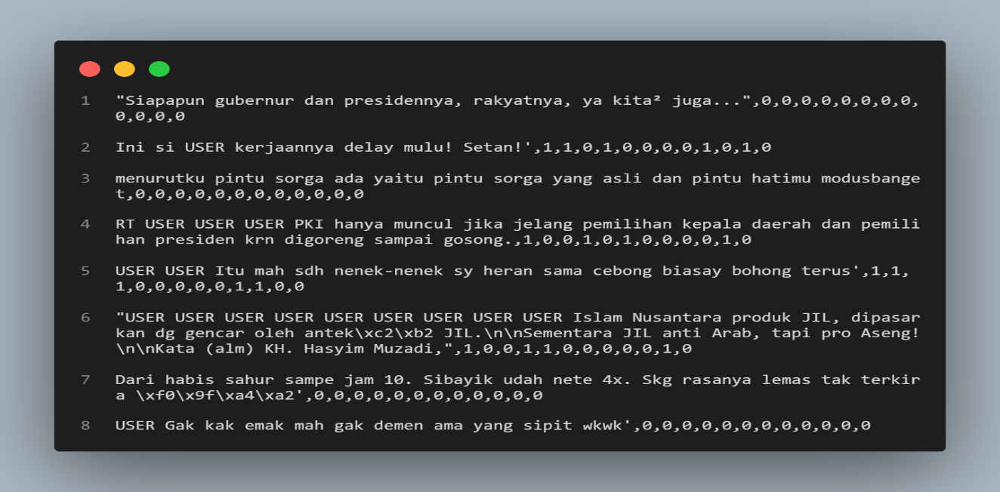 1 "Siapapun gubernur dan presidennya, rakyatnya, ya kita² juga...",0,0,0,0,0,0,0,0,
0,0,0,0
2 Ini si USER kerjaannya delay mulu! Setan!',1,1,0,1,0,0,0,0,1,0,1,0
3 menurutku pintu sorga ada yaitu pintu sorga yang asli dan pintu hatimu modusbange
t,0,0,0,0,0,0,0,0,0,0,0,0
4 RT USER USER USER PKI hanya muncul jika jelang pemilihan kepala daerah dan pemili
han presiden krn digoreng sampai gosong.,1,0,0,1,0,1,0,0,0,0,1,0
5 USER USER Itu mah sdh nenek-nenek sy heran sama cebong biasay bohong terus',1,1,
1,0,0,0,0,0,1,1,0,0
6 "USER USER USER USER USER USER USER USER USER Islam Nusantara produk JIL, dipasar
kan dg gencar oleh antek\xc2\xb2 JIL.\n\nSementara JIL anti Arab, tapi pro Aseng!
\n\nKata (alm) KH. Hasyim Muzadi,",1,0,0,1,1,0,0,0,0,0,1,0
7 Dari habis sahur sampe jam 10. Sibayik udah nete 4x. Skg rasanya lemas tak terkir
a \xf0\x9f\xa4\xa2',0,0,0,0,0,0,0,0,0,0,0,0
8 USER Gak kak emak mah gak demen ama yang sipit wkwk',0,0,0,0,0,0,0,0,0,0,0,0